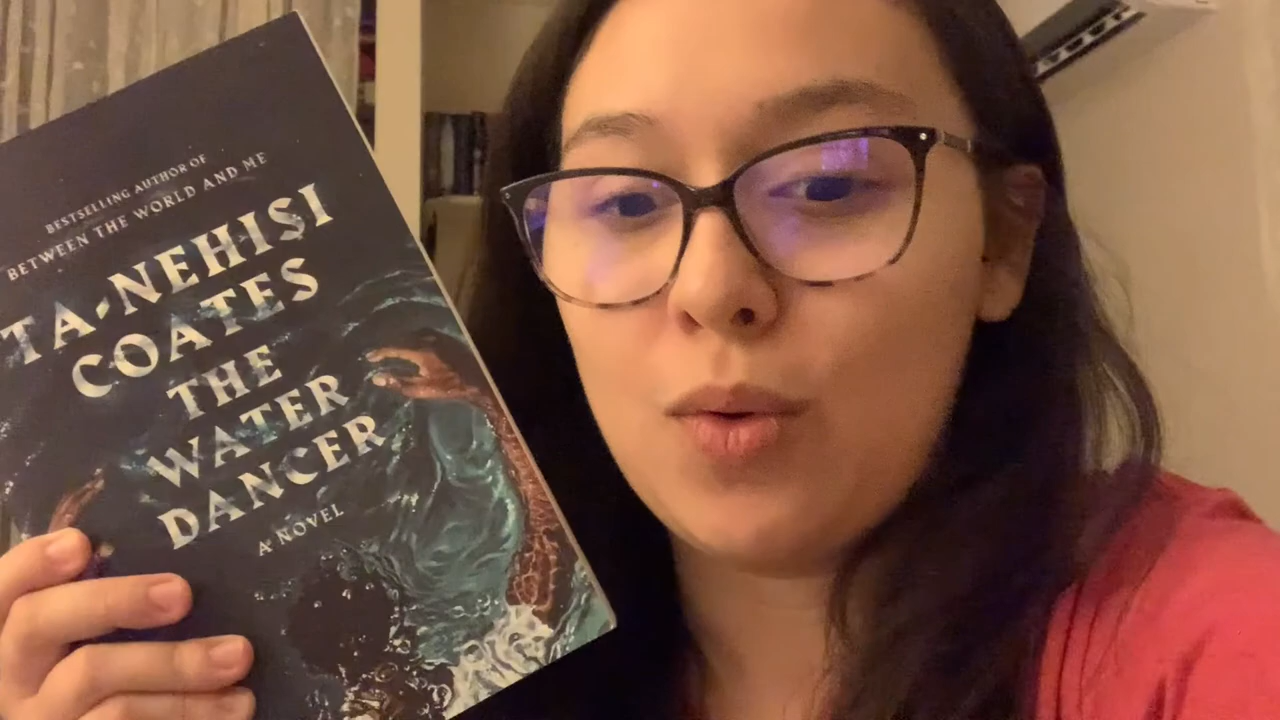 BESTSELLING AUTHOR OF
BETWEEN THE WORLD AND ME
TA-NEHISI
COATES
THE
WATER
DANCER
A NOVEL